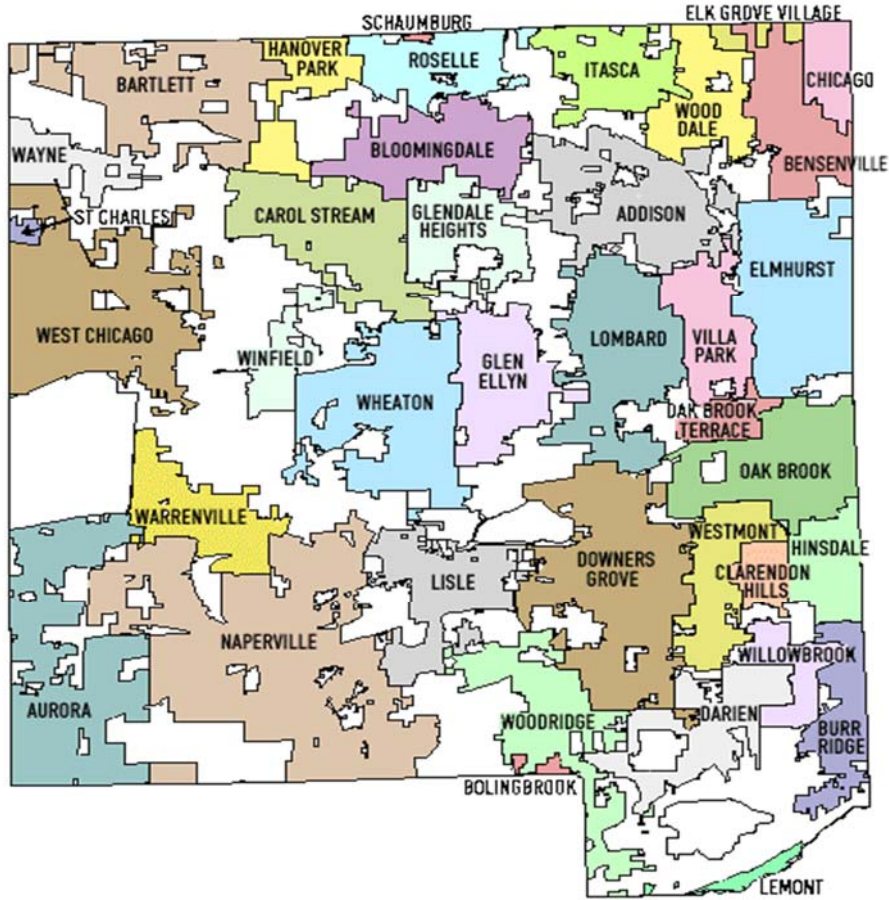 SCHAUMBURG
ELK GROVE VILLAGE
HANOVER
PARK
ROSELLE
ITASCA
BARTLETT
CHICAGO
WOOD
DALE
WAYNE
BLOOMINGDALE
BENSENVILLE
ST CHARLES
CAROL STREAM
GLENDALE
HEIGHTS
ADDISON
ELMHURST
WEST CHICAGO
WINFIELD
GLEN
ELLYN
LOMBARD
VILLA
PARK
WHEATON
OAK BROOK
TERRACE
OAK BROOK
WARRENVILLE
WESTMONT
HINSDALE
DOWNERS
GROVE
CLARENDON
HILLS
LISLE
NAPERVILLE
WILLOWBROOK
AURORA
WOODRIDGE
DARIEN
BURR
RIDGE
BOLINGBROOK
LEMONT